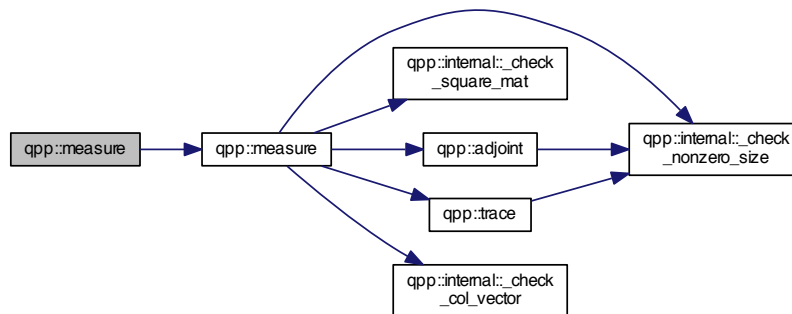 qpp::measure
qpp::measure
qpp::internal::_check
_square_mat
qpp::adjoint
qpp::trace
qpp::internal::_check
_col_vector
qpp::internal::_check
_nonzero_size